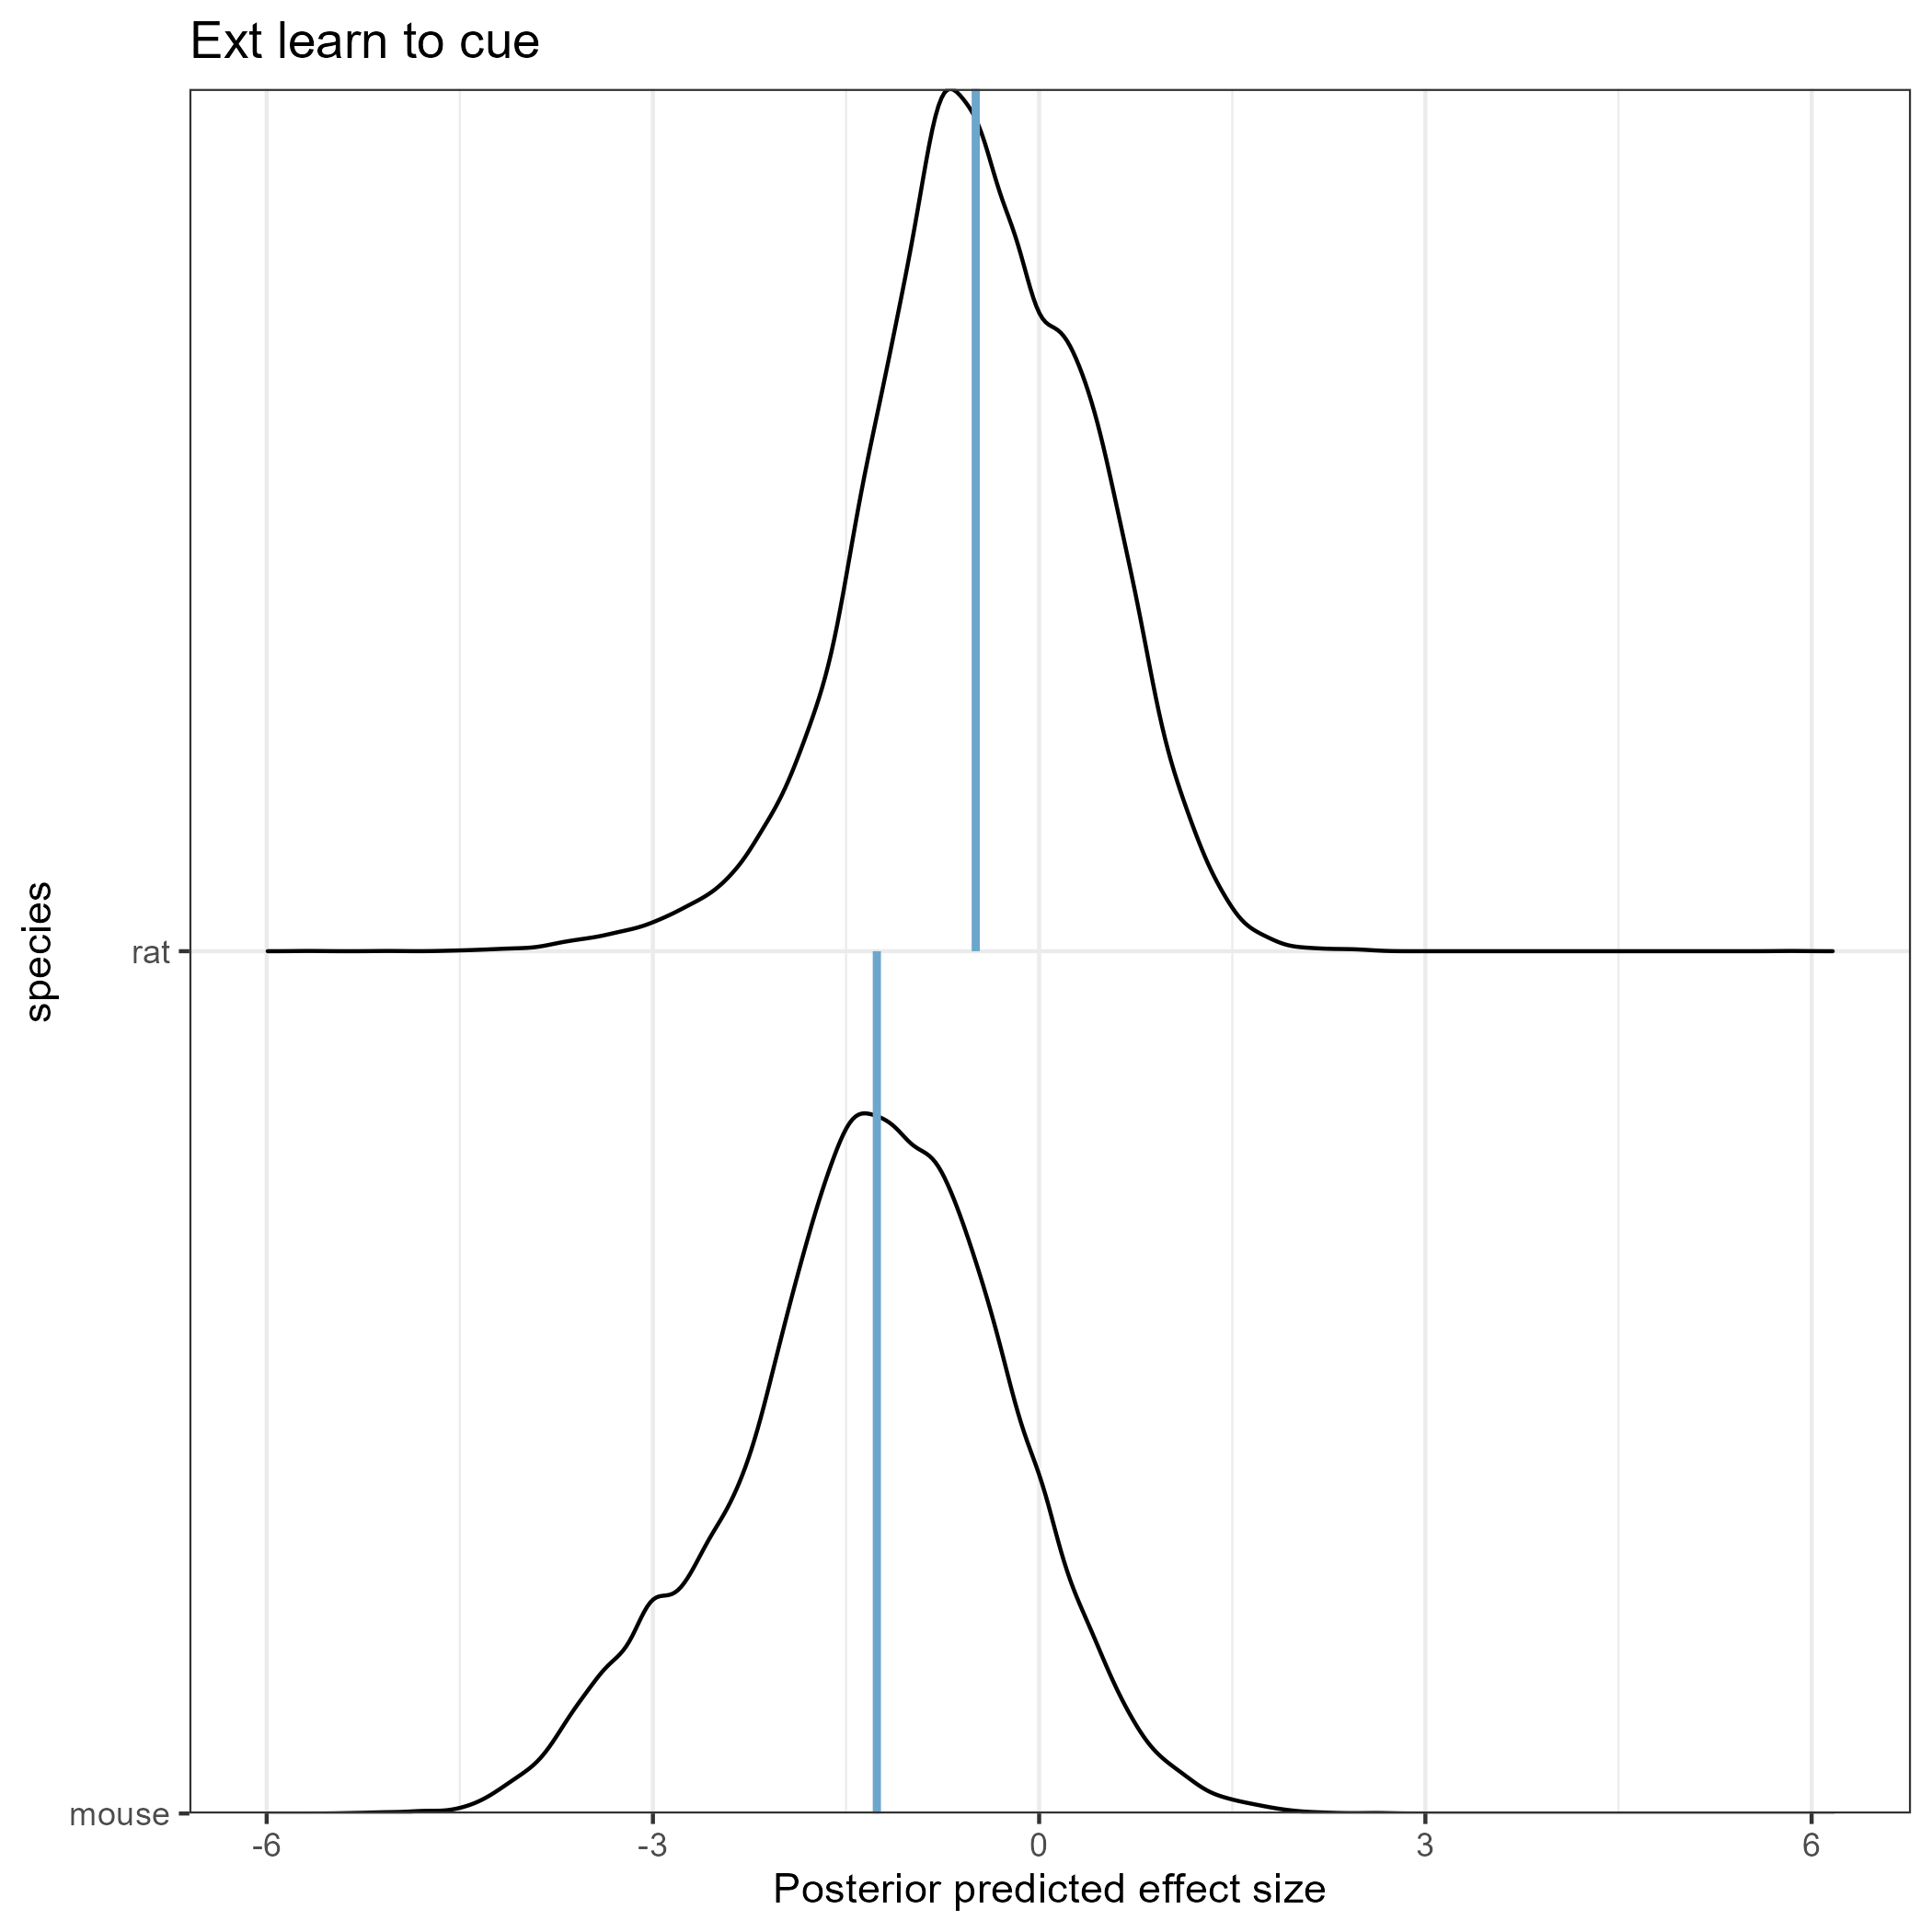 Ext learn to cue
species
rat
mouse
-6 -3 0 3 6
Posterior predicted effect size